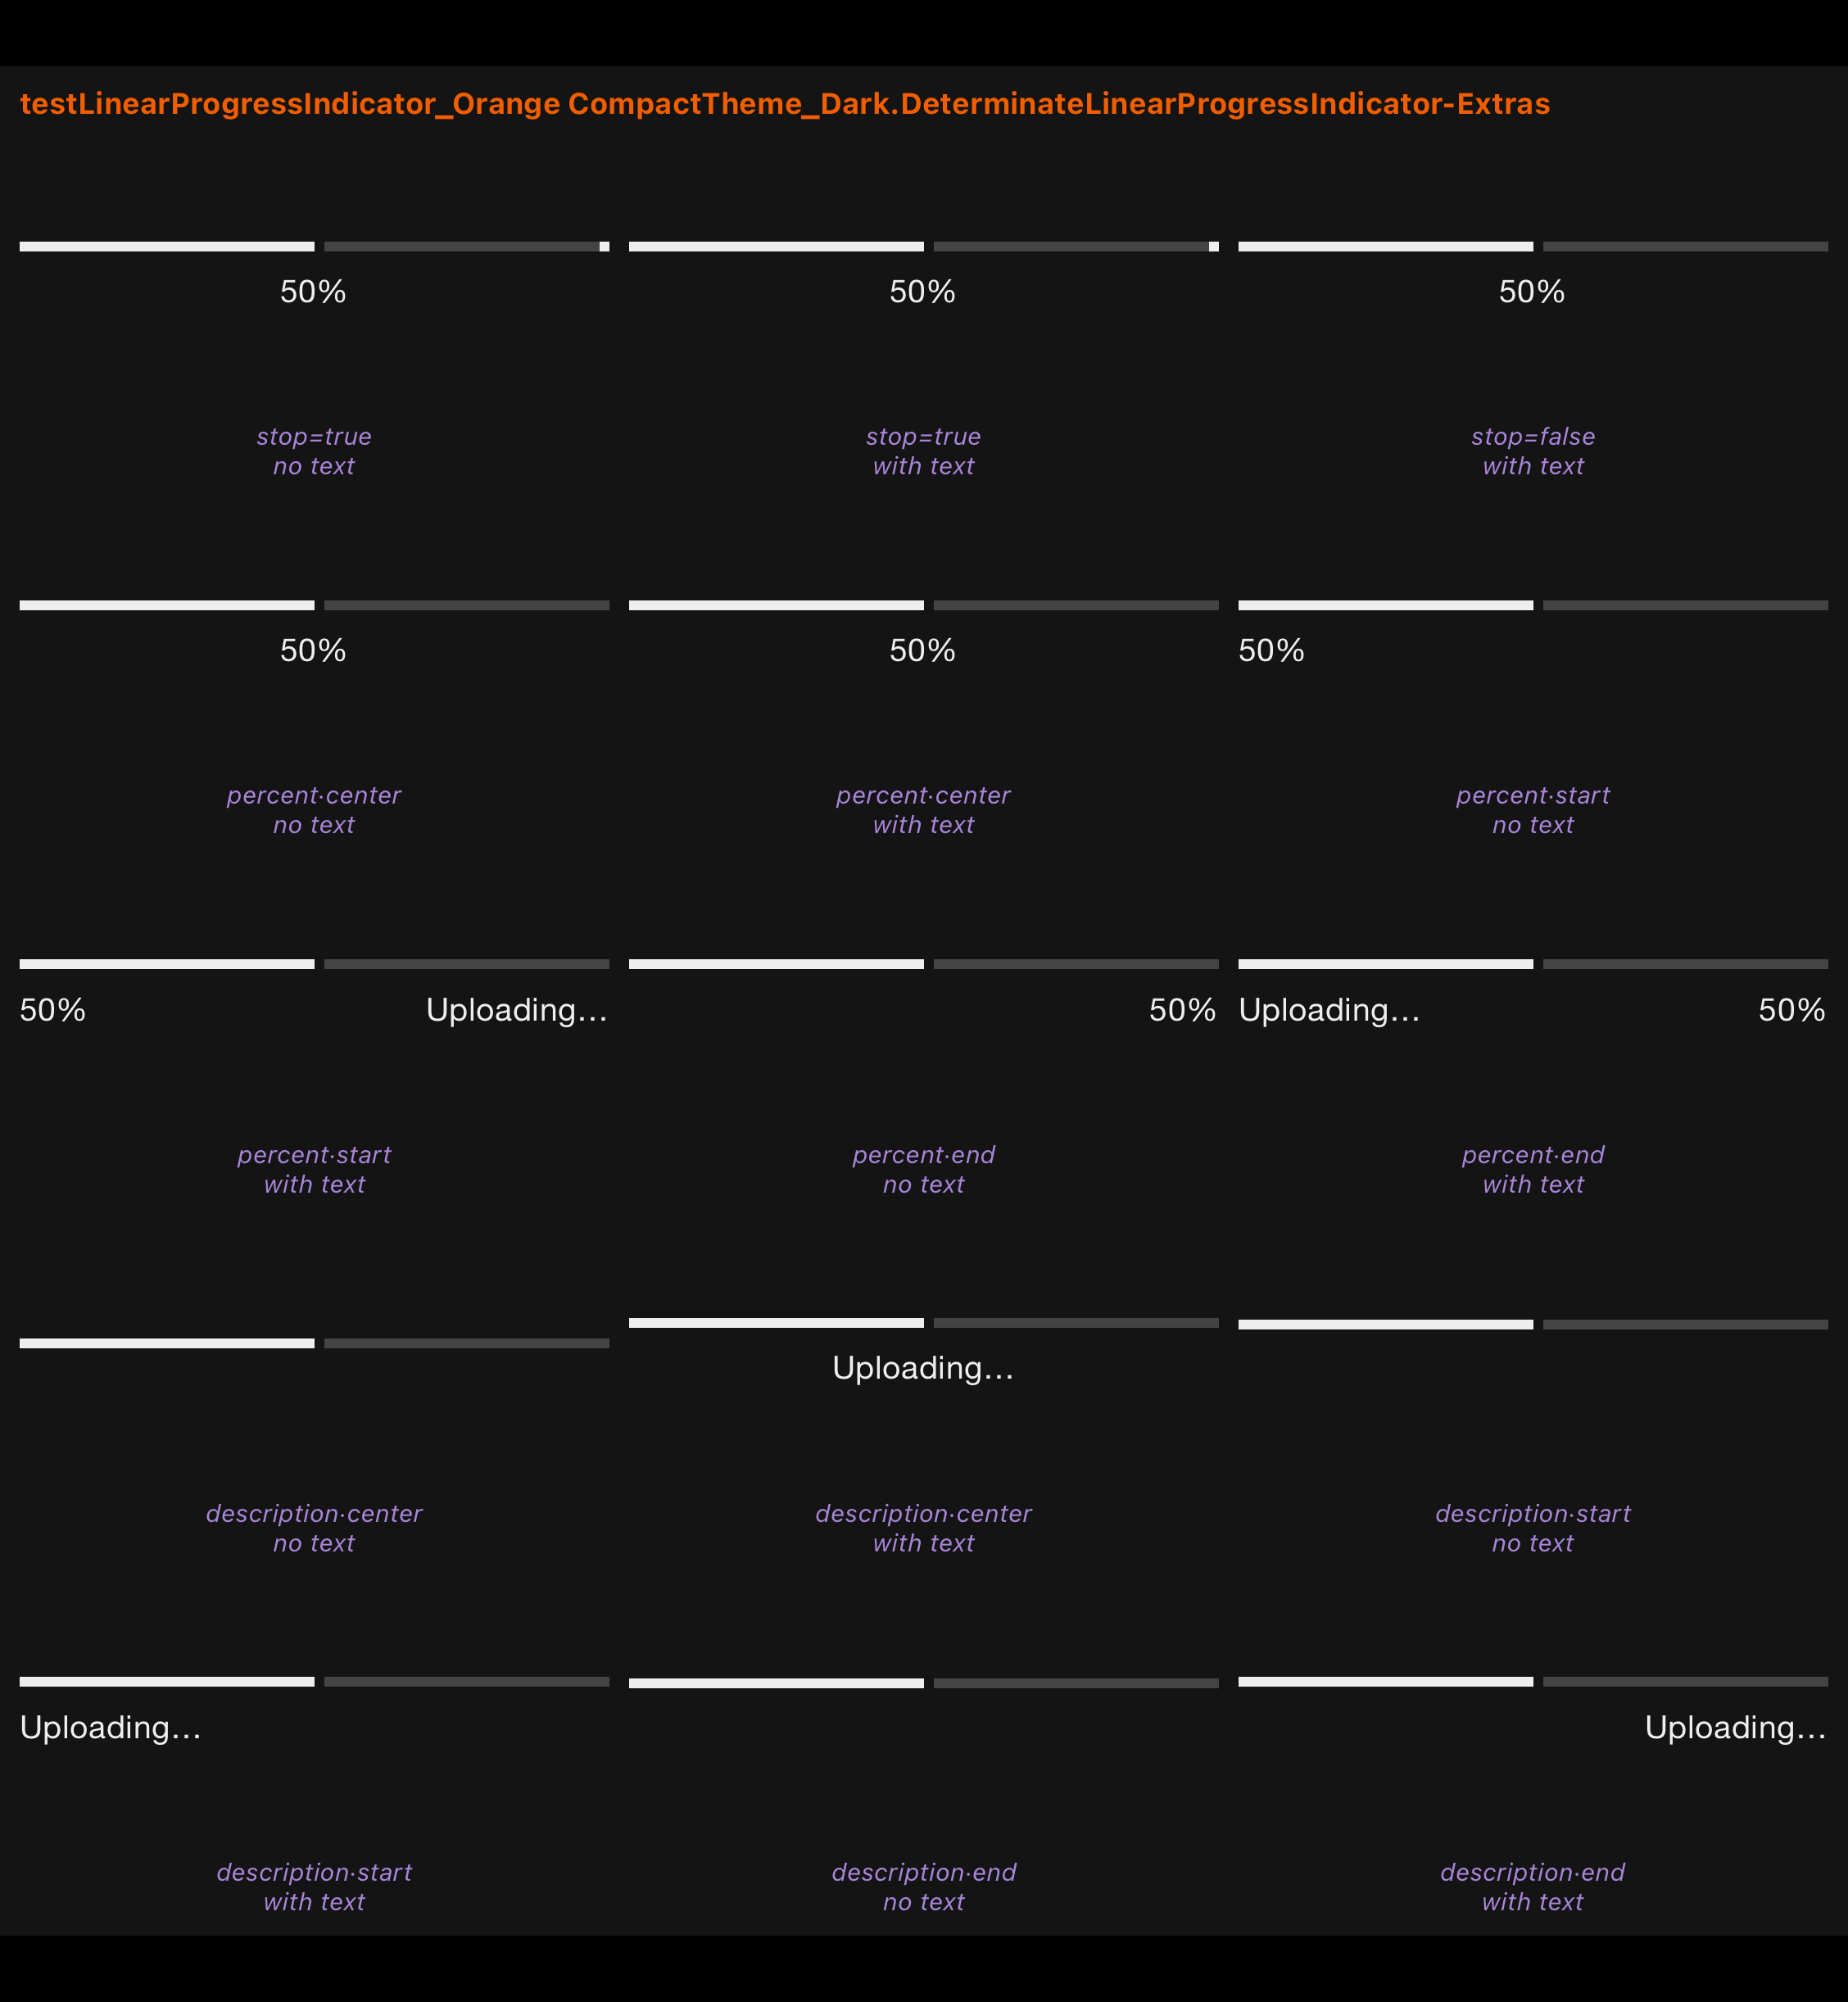 testLinearProgressIndicator_Orange CompactTheme_Dark.DeterminateLinearProgressIndicator-Extras
50%
50%
50%
stop=true
no text
stop=true
with text
stop=false
with text
50%
50%
50%
percent·center
no text
percent·center
with text
percent·start
no text
50%
Uploading...
50%
Uploading...
50%
percent·start
with text
percent·end
no text
percent·end
with text
Uploading...
description·center
no text
description·center
with text
description·start
no text
Uploading...
Uploading...
description·start
with text
description·end
no text
description·end
with text